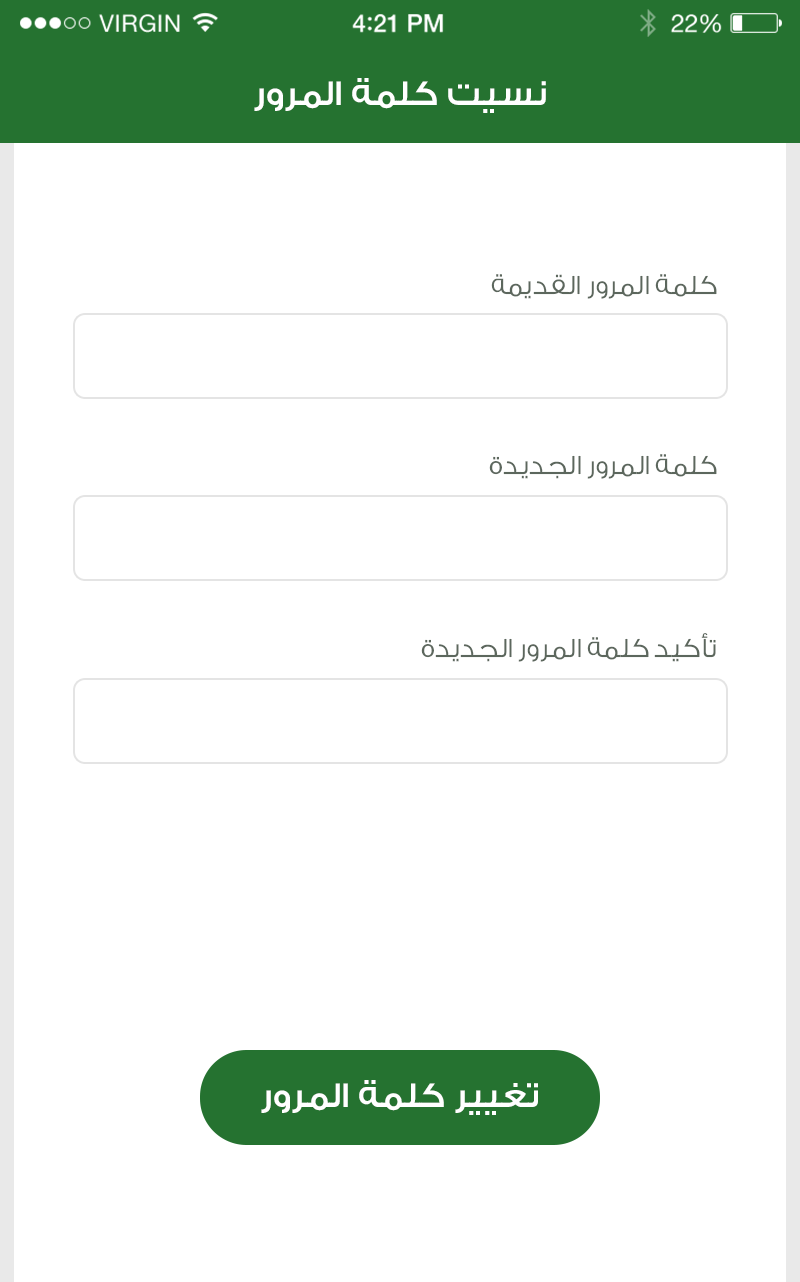 VIRGIN 4:21 PM 22%
نسيت كلمة المرور
كلمة المرور القديمة
كلمة المرور الجديدة
تأكيد كلمة المرور الجديدة
تغيير كلمة المرور